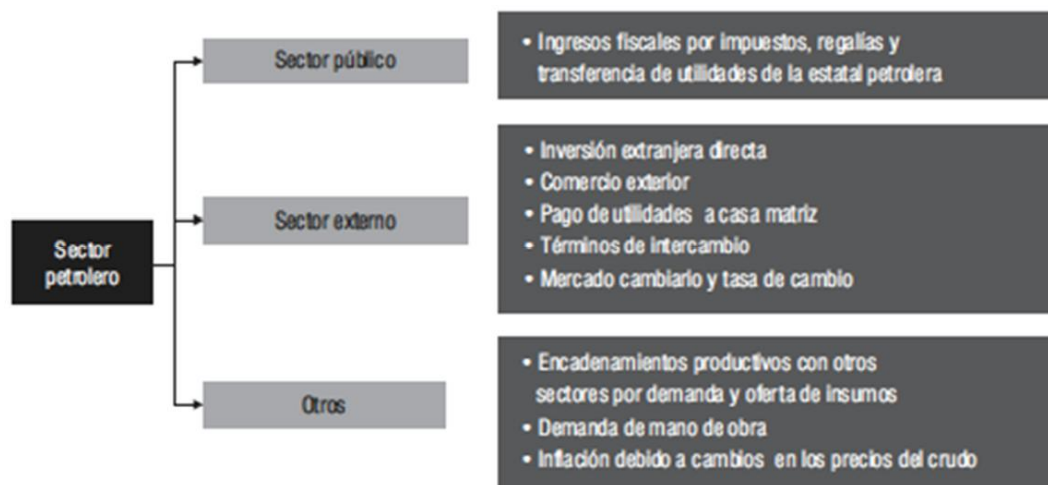 Sector
petrolero
Sector público
• Ingresos fiscales por impuestos, regalías y
transferencia de utilidades de la estatal petrolera
Sector externo
• Inversión extranjera directa
• Comercio exterior
• Pago de utilidades a casa matriz
• Términos de intercambio
• Mercado cambiario y tasa de cambio
Otros
• Encadenamientos productivos con otros
sectores por demanda y oferta de insumos
• Demanda de mano de obra
• Inflación debido a cambios en los precios del crudo